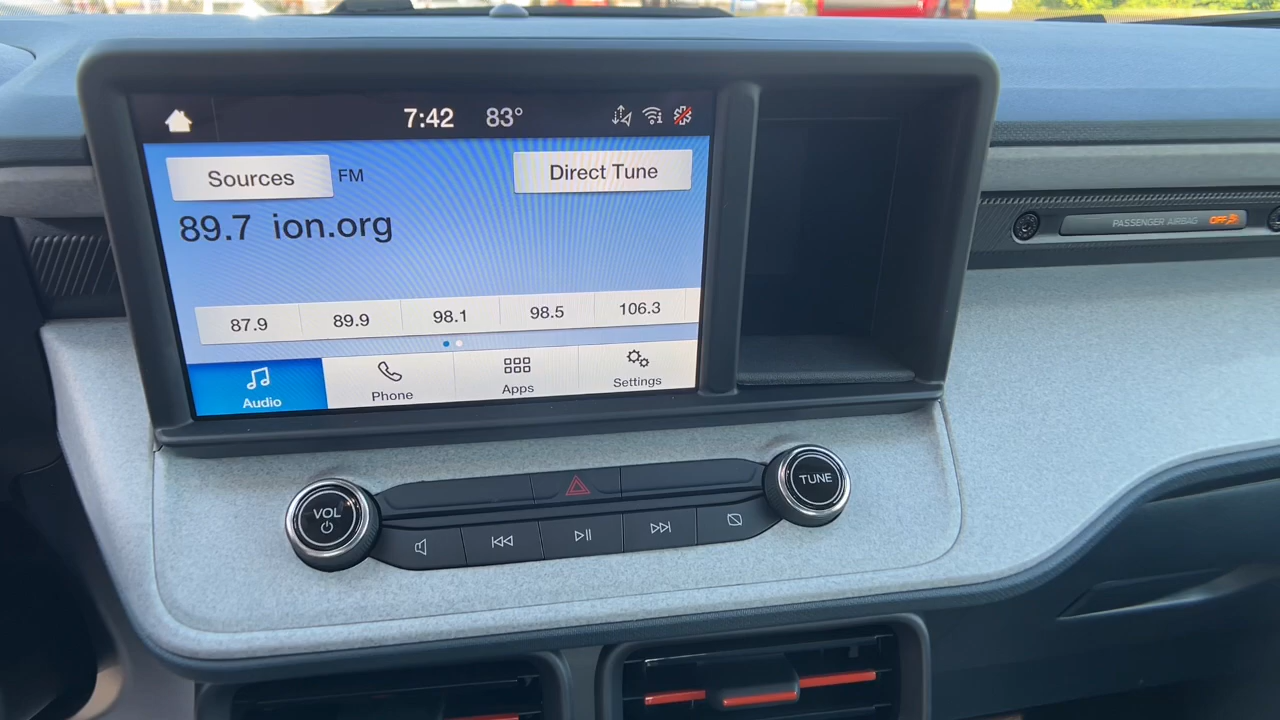 7:42 83°
Sources FM Direct Tune
89.7 ion.org
87.9 89.9 98.1 98.5 106.3
Audio Phone Apps Settings
PASSENGER AIRBAG OFF
VOL
TUNE